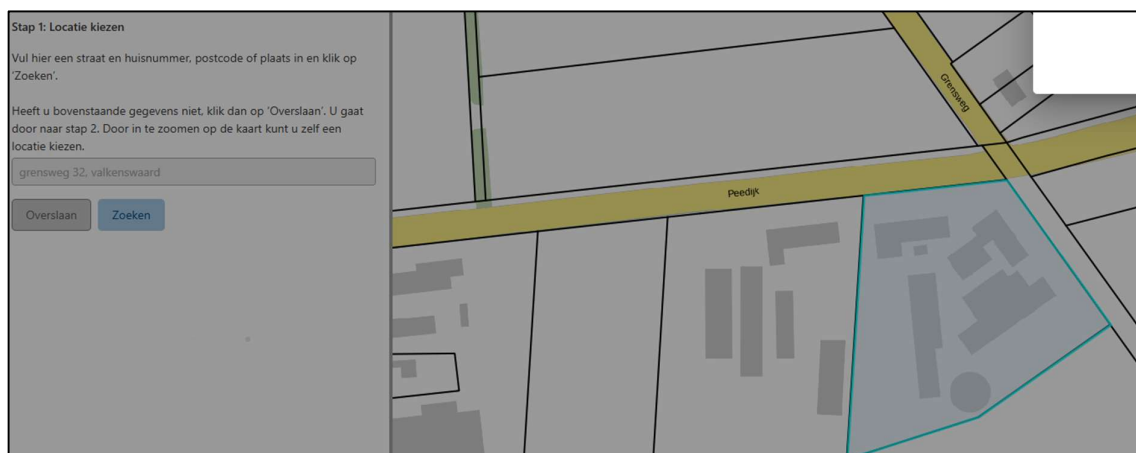 Stap 1: Locatie kiezen
Vul hier een straat en huisnummer, postcode of plaats in en klik op
'Zoeken'.
Heeft u bovenstaande gegevens niet, klik dan op 'Overslaan'. U gaat
door naar stap 2. Door in te zoomen op de kaart kunt u zelf een
locatie kiezen.
grensweg 32, valkenswaard
Overslaan
Zoeken
Grensweg
Peedijk